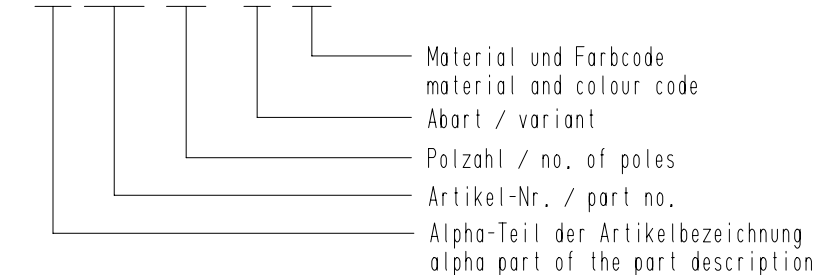 Material und Farbcode
material and colour code
Abart / variant
Polzahl / no. of poles
Artikel-Nr. / part no.
Alpha-Teil der Artikelbezeichnung
alpha part of the part description